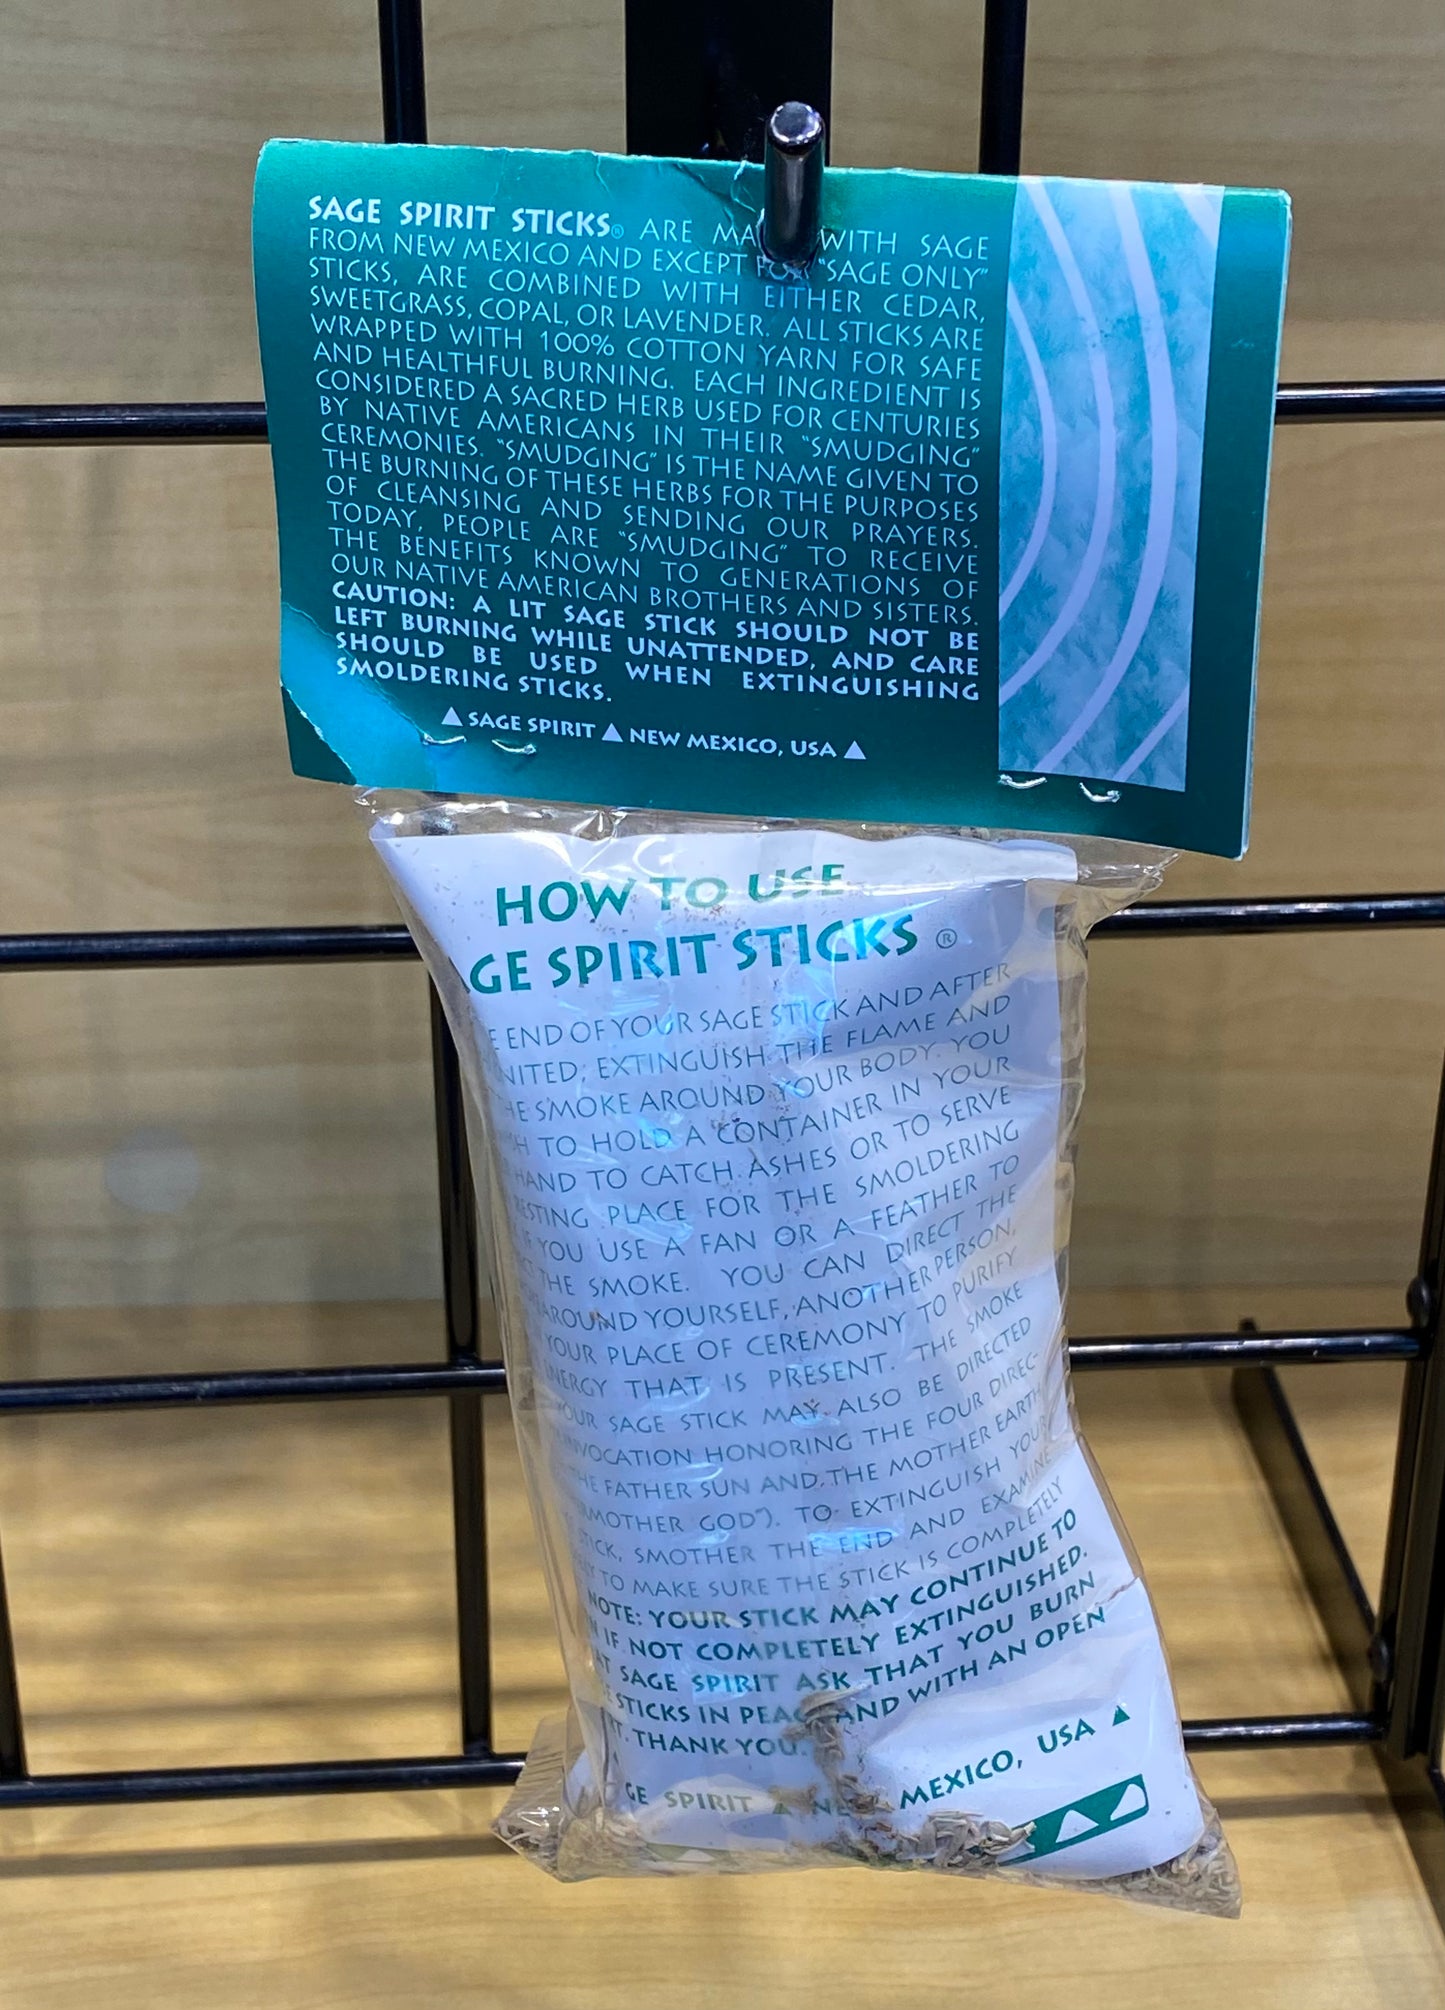 SAGE SPIRIT STICKS® ARE WITH SAGE
FROM NEW MEXICO AND EXCEPT FOR "SAGE ONLY"
STICKS, ARE COMBINED WITH EITHER CEDAR,
SWEETGRASS, COPAL, OR LAVENDER. ALL STICKS ARE
WRAPPED WITH 100% COTTON YARN FOR SAFE
AND HEALTHFUL BURNING. EACH INGREDIENT IS
CONSIDERED A SACRED HERB USED FOR CENTURIES
BY NATIVE AMERICANS IN THEIR "SMUDGING"
CEREMONIES. "SMUDGING" IS THE NAME GIVEN TO
THE BURNING OF THESE HERBS FOR THE PURPOSES
OF CLEANSING AND SENDING OUR PRAYERS.
TODAY, PEOPLE ARE "SMUDGING" TO RECEIVE
THE BENEFITS KNOWN TO GENERATIONS OF
OUR NATIVE AMERICAN BROTHERS AND SISTERS.
CAUTION: A LIT SAGE STICK SHOULD NOT BE
LEFT BURNING WHILE UNATTENDED, AND CARE
SHOULD BE USED WHEN EXTINGUISHING
SMOLDERING STICKS.
▲ SAGE SPIRIT ▲ NEW MEXICO, USA ▲
HOW TO USE
GE SPIRIT STICKS ®
END OF YOUR SAGE STICK AND AFTER
NITED, EXTINGUISH THE FLAME AND
HE SMOKE AROUND YOUR BODY. YOU
H TO HOLD A CONTAINER IN YOUR
HAND TO CATCH ASHES OR TO SERVE
ESTING PLACE FOR THE SMOLDERING
IF YOU USE A FAN OR A FEATHER TO
THE SMOKE. YOU CAN DIRECT THE
AROUND YOURSELF, ANOTHER PERSON,
YOUR PLACE OF CEREMONY TO PURIFY
NERGY THAT IS PRESENT. THE SMOKE
OUR SAGE STICK MAY ALSO BE DIRECTED
NVOCATION HONORING THE FOUR DIREC-
HE FATHER SUN AND THE MOTHER EARTH
MOTHER GOD"). TO EXTINGUISH YOUR
TICK, SMOTHER THE END AND EXAMINE
TO MAKE SURE THE STICK IS COMPLETELY
NOTE: YOUR STICK MAY CONTINUE TO
IF NOT COMPLETELY EXTINGUISHED.
AT SAGE SPIRIT ASK THAT YOU BURN
STICKS IN PEAC AND WITH AN OPEN
T. THANK YOU.
GE SPIRIT ▲ NE MEXICO, USA ▲